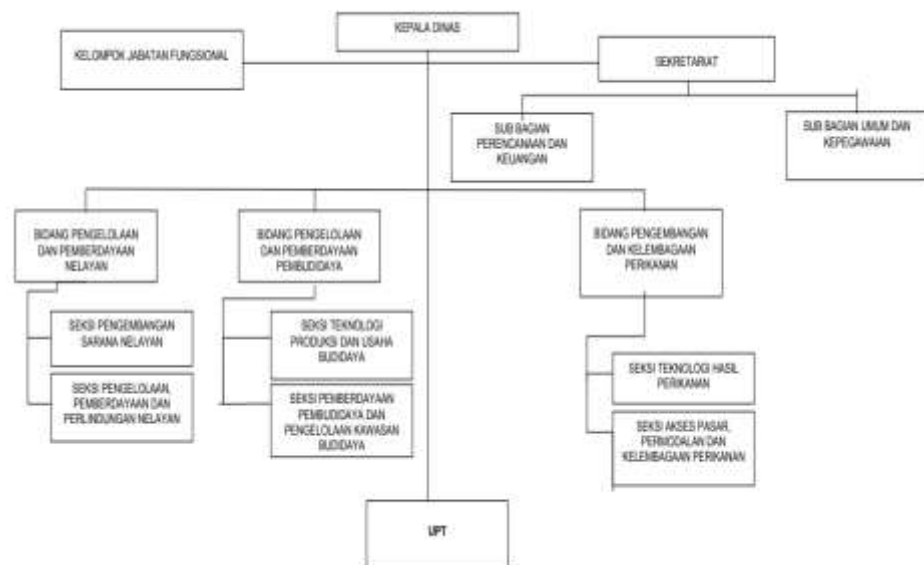 KEPALA DINAS
KELOMPOK JABATAN FUNGSIONAL
SEKRETARIAT
SUB BAGIAN
PERENCANAAN DAN
KEUANGAN
SUB BAGIAN UMUM DAN
KEPEGAWAIAN
BIDANG PENGELOLAAN
DAN PEMBERDAYAAN
NELAYAN
BIDANG PENGELOLAAN
DAN PEMBERDAYAAN
PEMBUDIDAYA
BIDANG PENGEMBANGAN
DAN KELEMBAGAAN
PERIKANAN
SEKSI PENGEMBANGAN
SARANA NELAYAN
SEKSI PENGELOLAAN,
PEMBERDAYAAN DAN
PERLINDUNGAN NELAYAN
SEKSI TEKNOLOGI
PRODUKSI DAN USAHA
BUDIDAYA
SEKSI PEMBERDAYAAN
PEMBUDIDAYA DAN
PENGELOLAAN KAWASAN
BUDIDAYA
SEKSI TEKNOLOGI HASIL
PERIKANAN
SEKSI AKSES PASAR,
PERMODALAN DAN
KELEMBAGAAN PERIKANAN
UPT